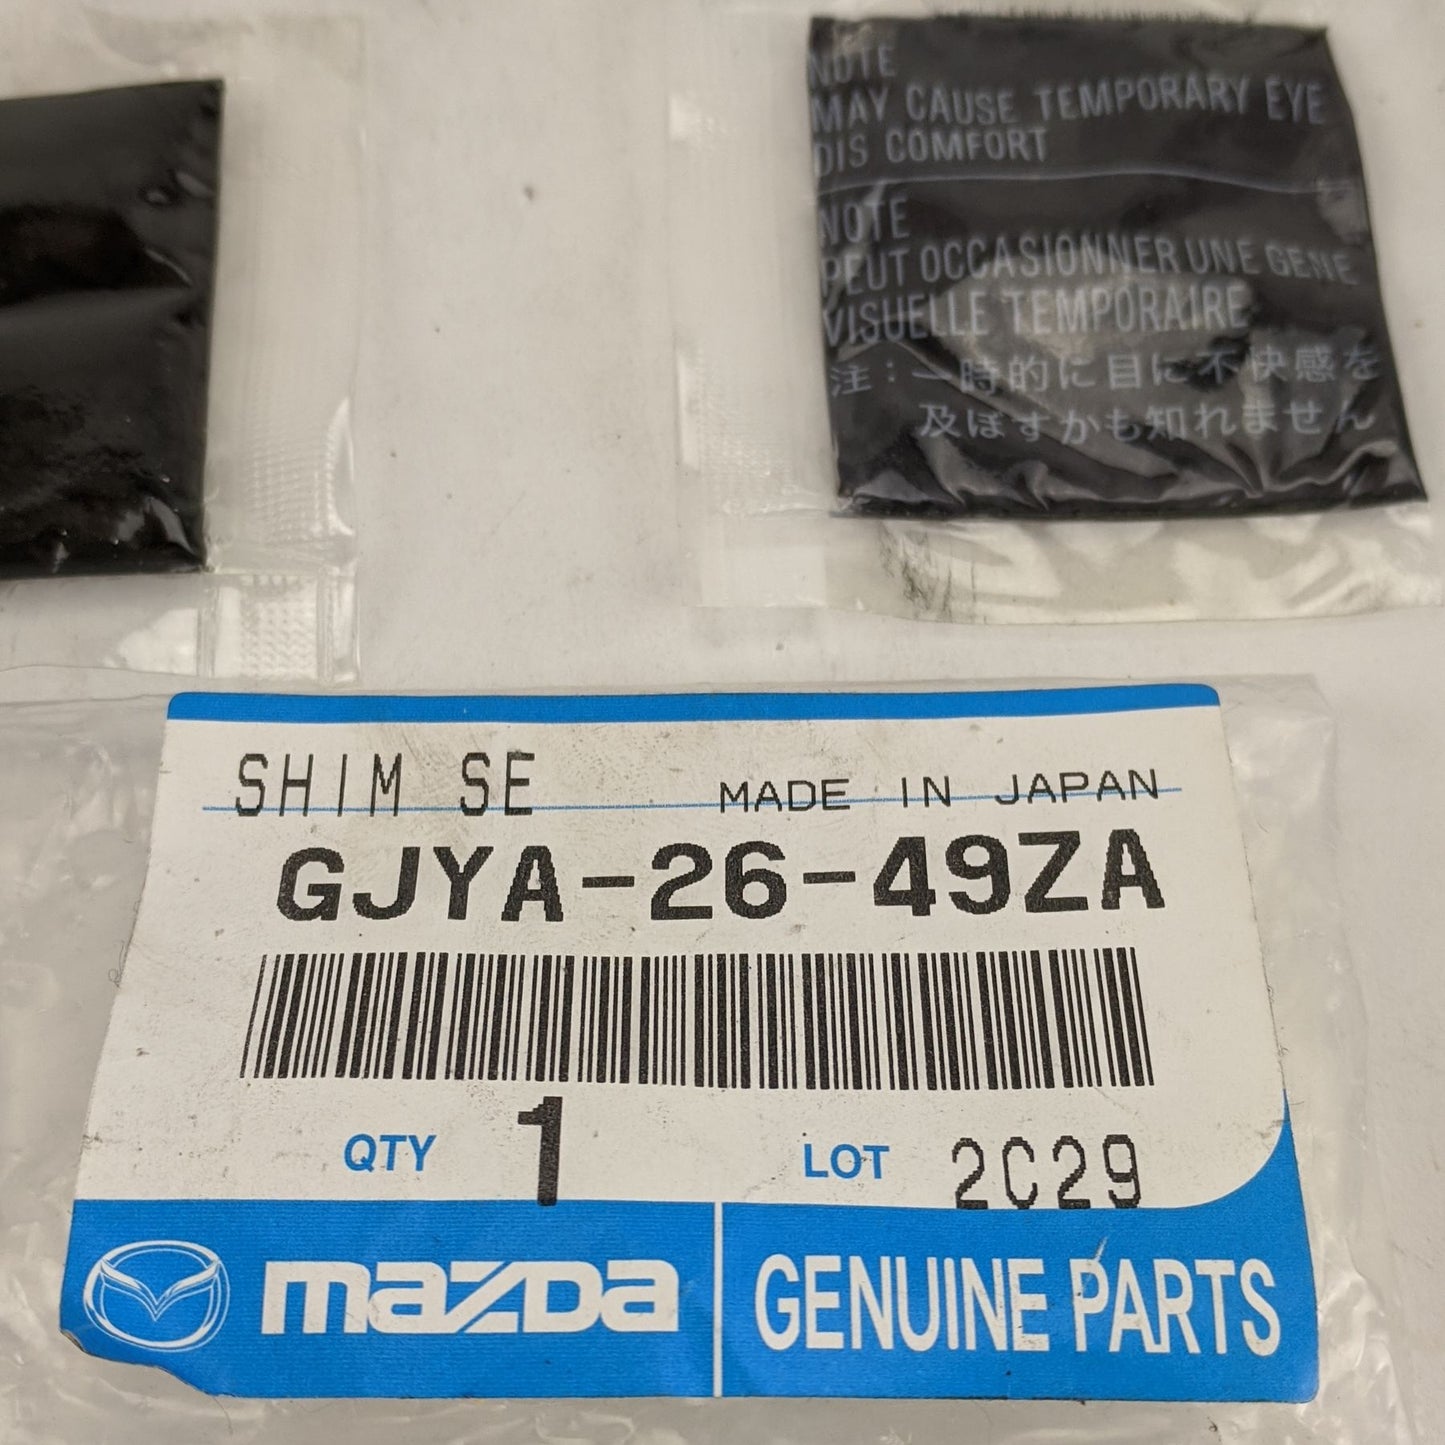 NOTE
MAY CAUSE TEMPORARY EYE
DIS COMFORT
NOTE
PEUT OCCASIONNER UNE GENE
VISUELLE TEMPORAIRE
注：一時的に目に不快感を
及ぼすかも知れません
SHIM SE
MADE IN JAPAN
GJYA-26-49ZA
QTY 1
LOT 2C29
mazda
GENUINE PARTS